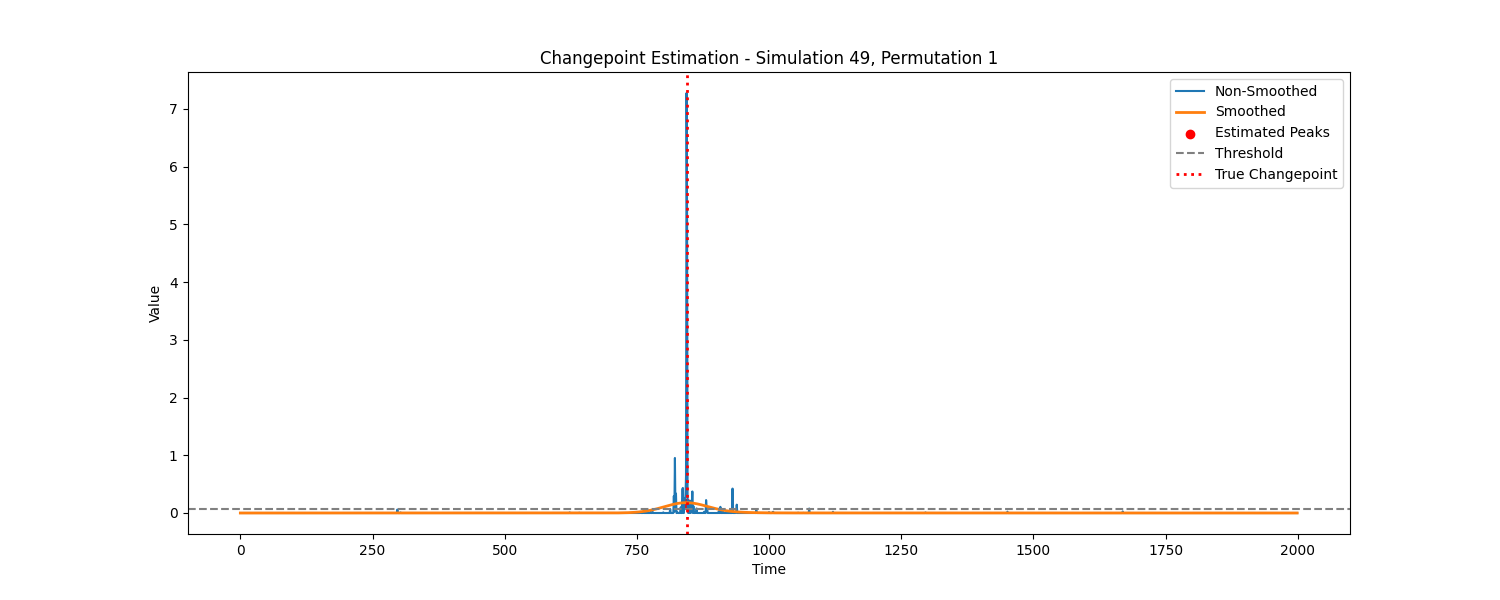 Changepoint Estimation - Simulation 49, Permutation 1
Non-Smoothed
Smoothed
Estimated Peaks
Threshold
True Changepoint
Value
7
6
5
4
3
2
1
0
0 250 500 750 1000 1250 1500 1750 2000
Time